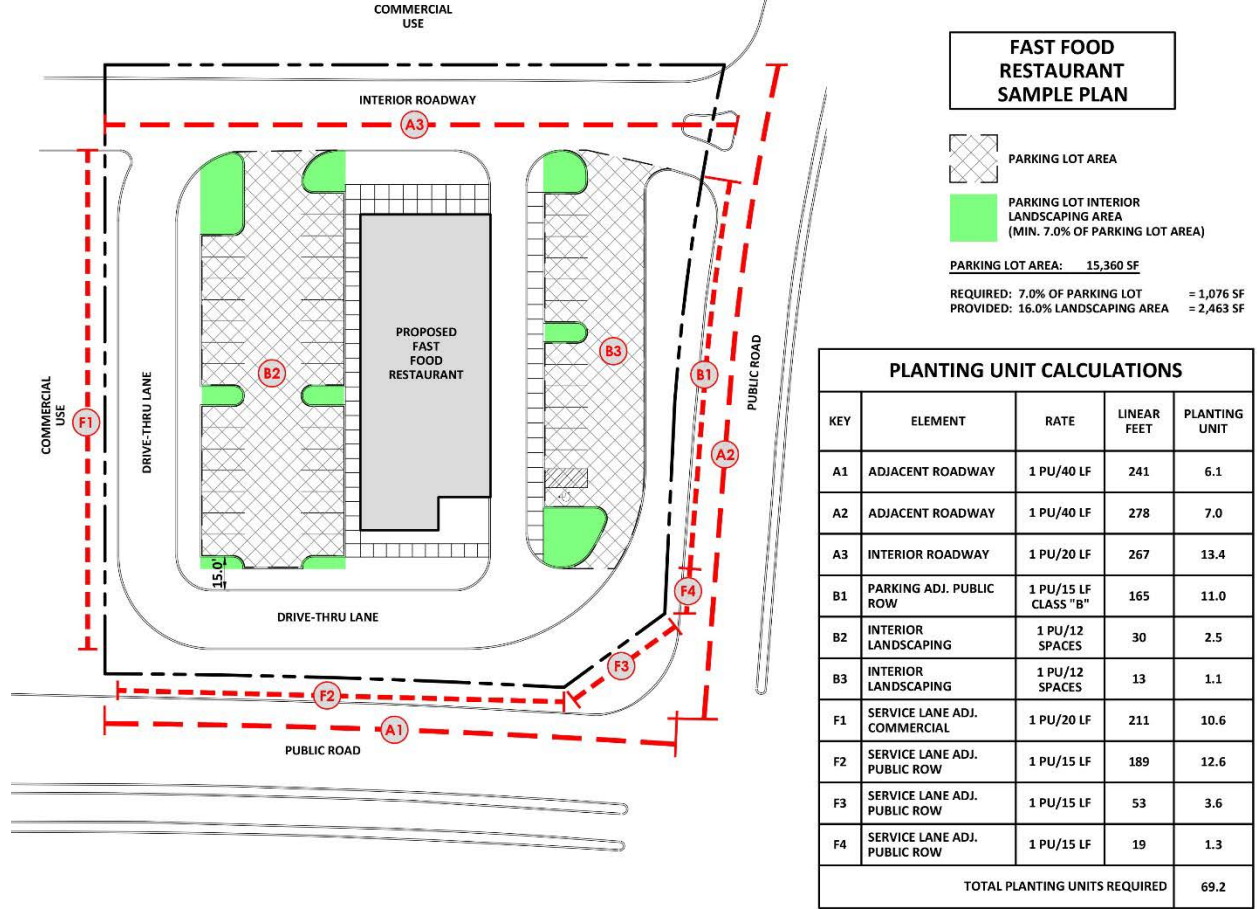 COMMERCIAL
USE
INTERIOR ROADWAY
A3
COMMERCIAL
USE
F1
DRIVE-THRU LANE
B2
PROPOSED
FAST
FOOD
RESTAURANT
B3
B1
A2
PUBLIC ROAD
15.0'
DRIVE-THRU LANE
F4
F3
F2
A1
PUBLIC ROAD
FAST FOOD
RESTAURANT
SAMPLE PLAN
PARKING LOT AREA
PARKING LOT INTERIOR
LANDSCAPING AREA
(MIN. 7.0% OF PARKING LOT AREA)
PARKING LOT AREA: 15,360 SF
REQUIRED: 7.0% OF PARKING LOT = 1,076 SF
PROVIDED: 16.0% LANDSCAPING AREA = 2,463 SF
PLANTING UNIT CALCULATIONS
KEY ELEMENT RATE LINEAR FEET PLANTING UNIT
A1 ADJACENT ROADWAY 1 PU/40 LF 241 6.1
A2 ADJACENT ROADWAY 1 PU/40 LF 278 7.0
A3 INTERIOR ROADWAY 1 PU/20 LF 267 13.4
B1 PARKING ADJ. PUBLIC ROW 1 PU/15 LF CLASS "B" 165 11.0
B2 INTERIOR LANDSCAPING 1 PU/12 SPACES 30 2.5
B3 INTERIOR LANDSCAPING 1 PU/12 SPACES 13 1.1
F1 SERVICE LANE ADJ. COMMERCIAL 1 PU/20 LF 211 10.6
F2 SERVICE LANE ADJ. PUBLIC ROW 1 PU/15 LF 189 12.6
F3 SERVICE LANE ADJ. PUBLIC ROW 1 PU/15 LF 53 3.6
F4 SERVICE LANE ADJ. PUBLIC ROW 1 PU/15 LF 19 1.3
TOTAL PLANTING UNITS REQUIRED 69.2